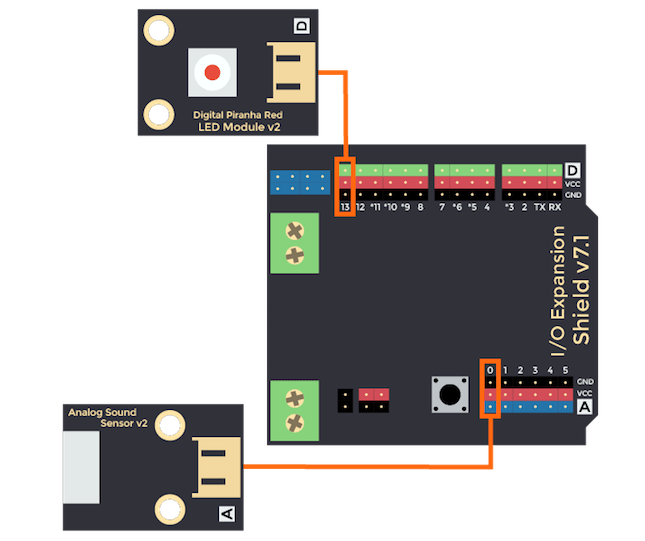 D
Digital Piranha Red
LED Module v2
D
VCC
GND
13 12 *11 *10 *9 8 7 *6 *5 4 *3 2 TX RX
I/O Expansion
Shield v7.1
0 1 2 3 4 5
GND
VCC
A
Analog Sound
Sensor v2
A